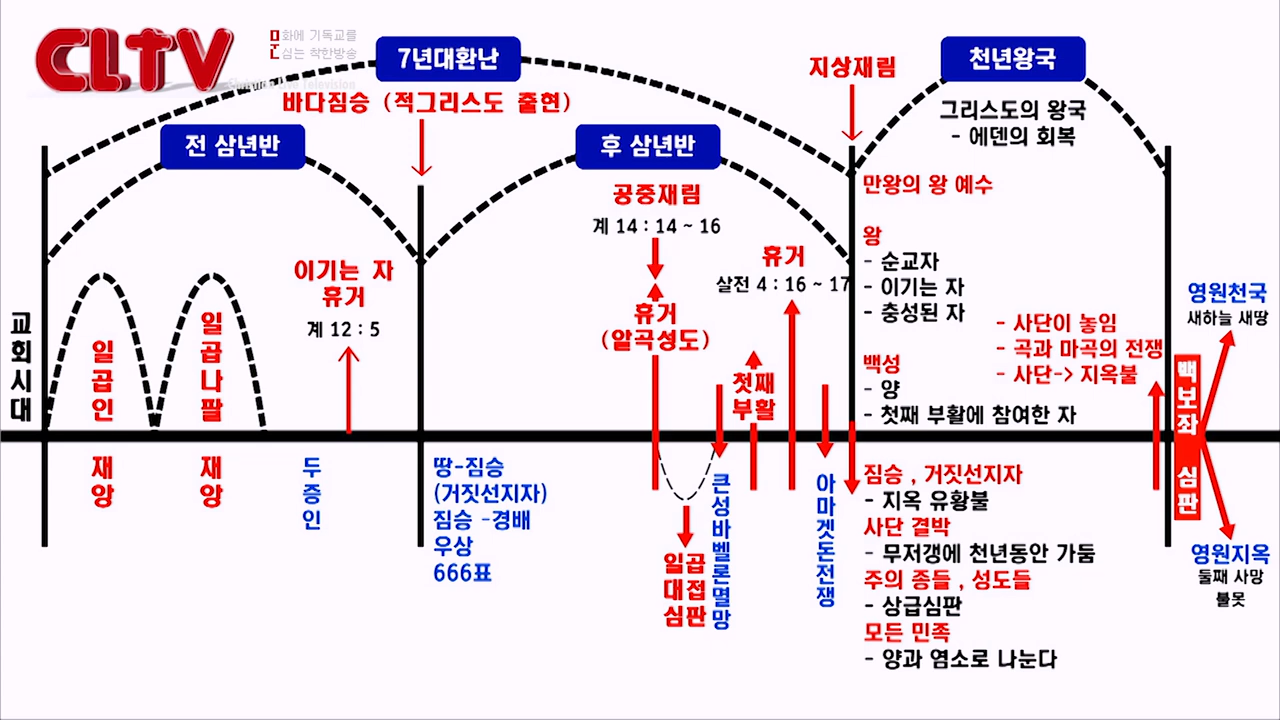 CLTV
문화에 기독교를
심는 착한방송
Christian Live Television
7년대환난
바다짐승 (적그리스도 출현)
전 삼년반
후 삼년반
지상재림
천년왕국
그리스도의 왕국
- 에덴의 회복
교회시대
일곱인
재앙
일곱나팔
재앙
이기는 자
휴거
계 12 : 5
두증인
땅-짐승
(거짓선지자)
짐승 -경배
우상
666표
공중재림
계 14 : 14 ~ 16
휴거
(알곡성도)
일곱
대접
심판
큰성바벨론멸망
첫째
부활
휴거
살전 4 : 16 ~ 17
아마겟돈전쟁
만왕의 왕 예수
왕
- 순교자
- 이기는 자
- 충성된 자
백성
- 양
- 첫째 부활에 참여한 자
- 사단이 놓임
- 곡과 마곡의 전쟁
- 사단-> 지옥불
짐승 , 거짓선지자
- 지옥 유황불
사단 결박
- 무저갱에 천년동안 가둠
주의 종들 , 성도들
- 상급심판
모든 민족
- 양과 염소로 나눈다
백보좌 심판
영원천국
새하늘 새땅
영원지옥
둘째 사망
불못